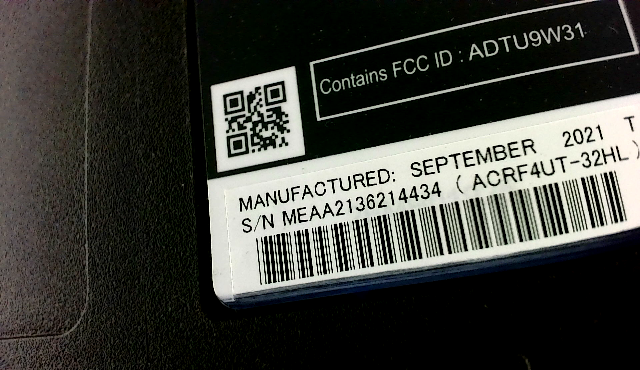 Contains FCC ID : ADTU9W31
MANUFACTURED: SEPTEMBER 2021 T
S/N MEAA2136214434 ( ACRF4UT-32HL )